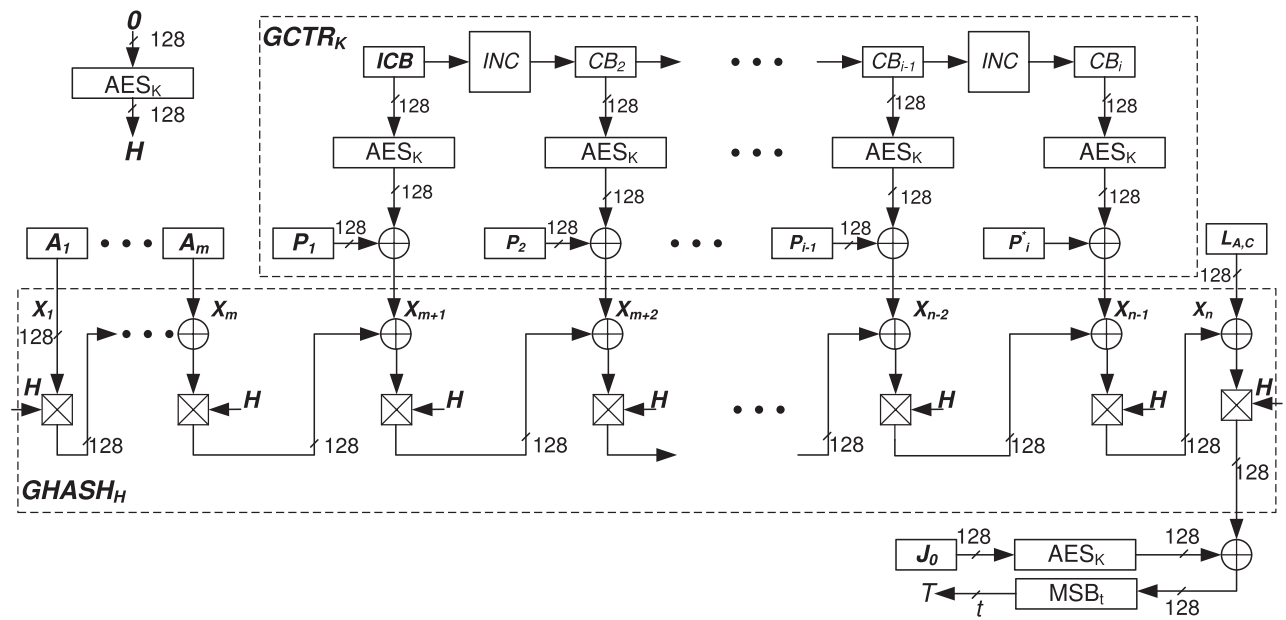 0
128
AES_K
128
H
GCTR_K
ICB INC CB_2 • • • CB_{i-1} INC CB_i
128 128 128 128
AES_K AES_K • • • AES_K AES_K
128 128 128 128
A_1 • • • A_m P_1 128 P_2 128 • • • P_{i-1} 128 P^*_i L_{A,C}
128
X_1 X_m X_{m+1} X_{m+2} X_{n-2} X_{n-1} X_n
128 • • •
H H H H • • • H H H
128 128 128 128 128 128 128
GHASH_H
J_0 128 AES_K 128
T t MSB_t 128